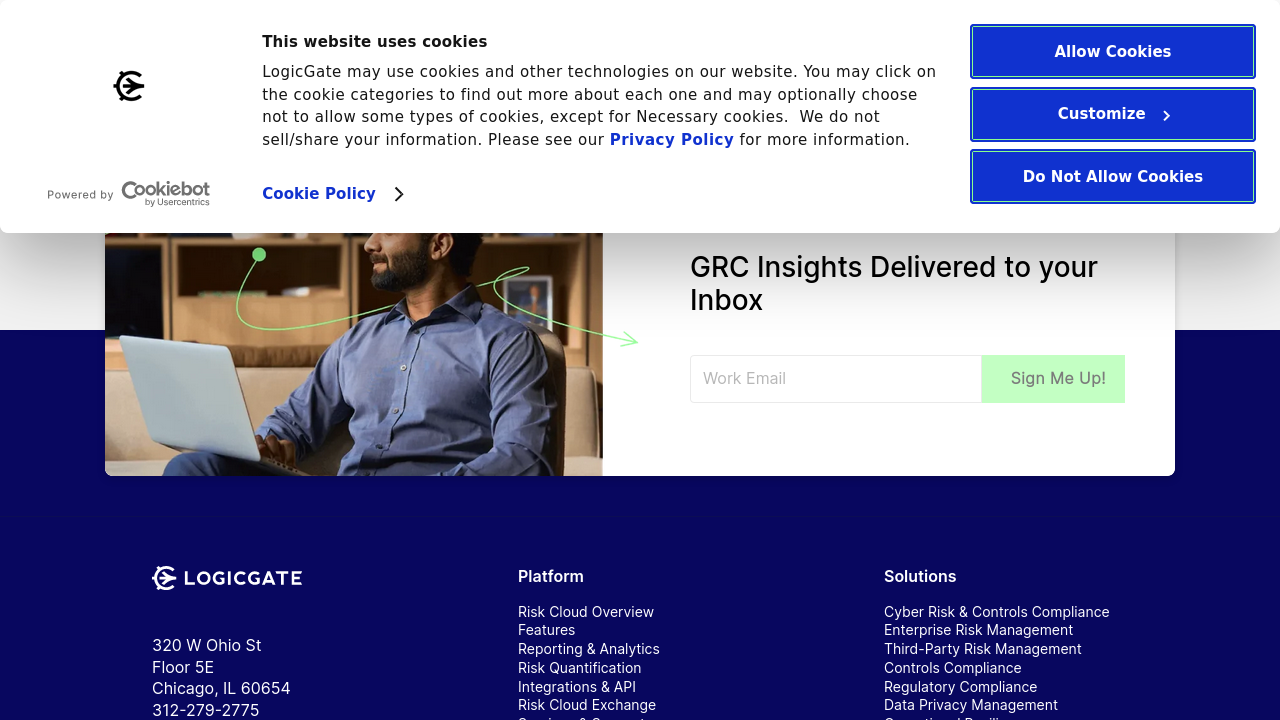 This website uses cookies
LogicGate may use cookies and other technologies on our website. You may click on
the cookie categories to find out more about each one and may optionally choose
not to allow some types of cookies, except for Necessary cookies.  We do not
sell/share your information. Please see our Privacy Policy for more information.
Cookie Policy
Powered by Cookiebot
by Usercentrics
Allow Cookies
Customize
Do Not Allow Cookies
GRC Insights Delivered to your
Inbox
Work Email
Sign Me Up!
LOGICGATE
320 W Ohio St
Floor 5E
Chicago, IL 60654
312-279-2775
Platform
Risk Cloud Overview
Features
Reporting & Analytics
Risk Quantification
Integrations & API
Risk Cloud Exchange
Solutions
Cyber Risk & Controls Compliance
Enterprise Risk Management
Third-Party Risk Management
Controls Compliance
Regulatory Compliance
Data Privacy Management